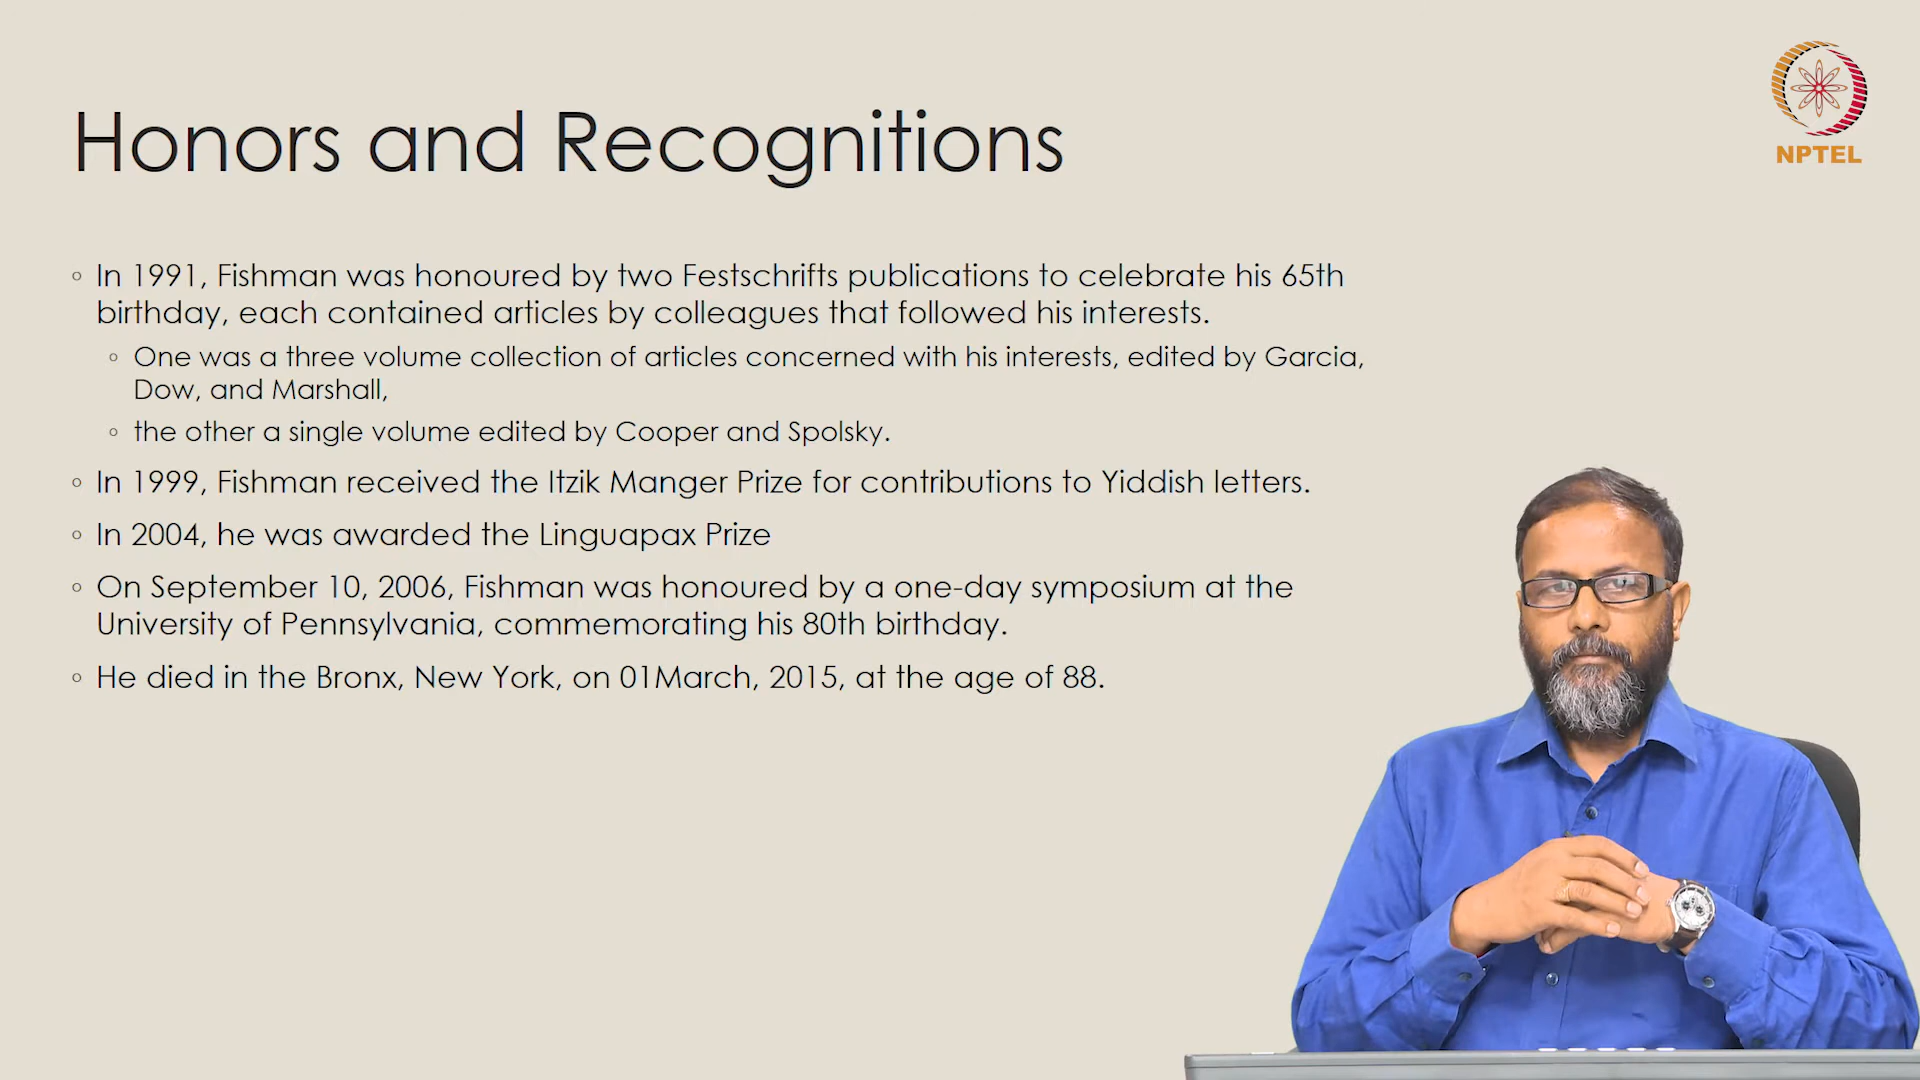 Honors and Recognitions
NPTEL
◦ In 1991, Fishman was honoured by two Festschrifts publications to celebrate his 65th
birthday, each contained articles by colleagues that followed his interests.
◦ One was a three volume collection of articles concerned with his interests, edited by Garcia,
Dow, and Marshall,
◦ the other a single volume edited by Cooper and Spolsky.
◦ In 1999, Fishman received the Itzik Manger Prize for contributions to Yiddish letters.
◦ In 2004, he was awarded the Linguapax Prize
◦ On September 10, 2006, Fishman was honoured by a one-day symposium at the
University of Pennsylvania, commemorating his 80th birthday.
◦ He died in the Bronx, New York, on 01March, 2015, at the age of 88.